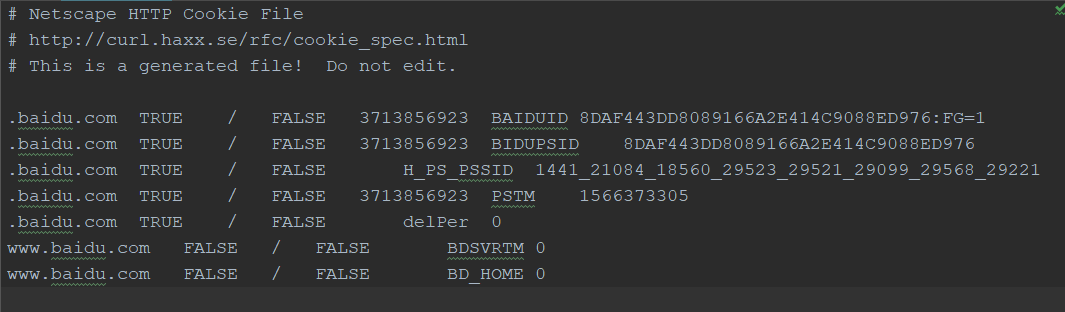 # Netscape HTTP Cookie File
# http://curl.haxx.se/rfc/cookie_spec.html
# This is a generated file!  Do not edit.

.baidu.com	TRUE	/	FALSE	3713856923	BAIDUID	8DAF443DD8089166A2E414C9088ED976:FG=1
.baidu.com	TRUE	/	FALSE	3713856923	BIDUPSID	8DAF443DD8089166A2E414C9088ED976
.baidu.com	TRUE	/	FALSE		H_PS_PSSID	1441_21084_18560_29523_29521_29099_29568_29221
.baidu.com	TRUE	/	FALSE	3713856923	PSTM	1566373305
.baidu.com	TRUE	/	FALSE		delPer	0
www.baidu.com	FALSE	/	FALSE		BDSVRTM	0
www.baidu.com	FALSE	/	FALSE		BD_HOME	0